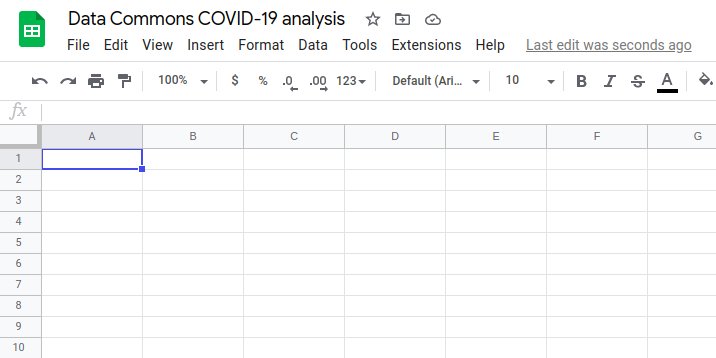 Data Commons COVID-19 analysis
File Edit View Insert Format Data Tools Extensions Help Last edit was seconds ago
100% $ % .0 .00 123 Default (Ari... 10 B I S A
fx
A B C D E F G
1
2
3
4
5
6
7
8
9
10